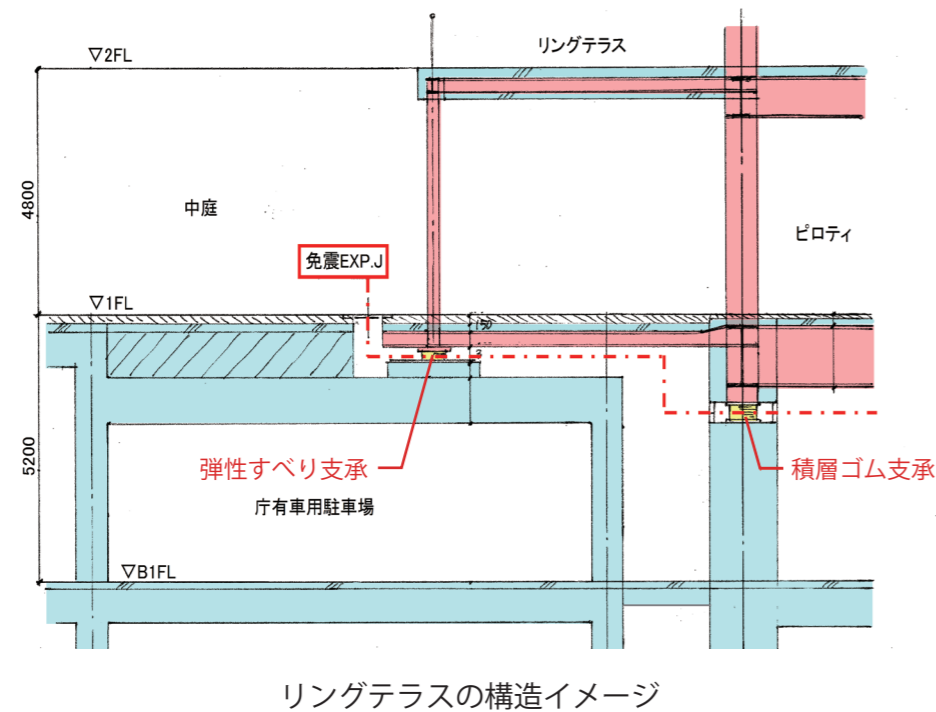 リングテラス
▽2FL
4800
中庭
ピロティ
免震EXP.J
▽1FL
150
弾性すべり支承
積層ゴム支承
5200
庁有車用駐車場
▽B1FL
リングテラスの構造イメージ